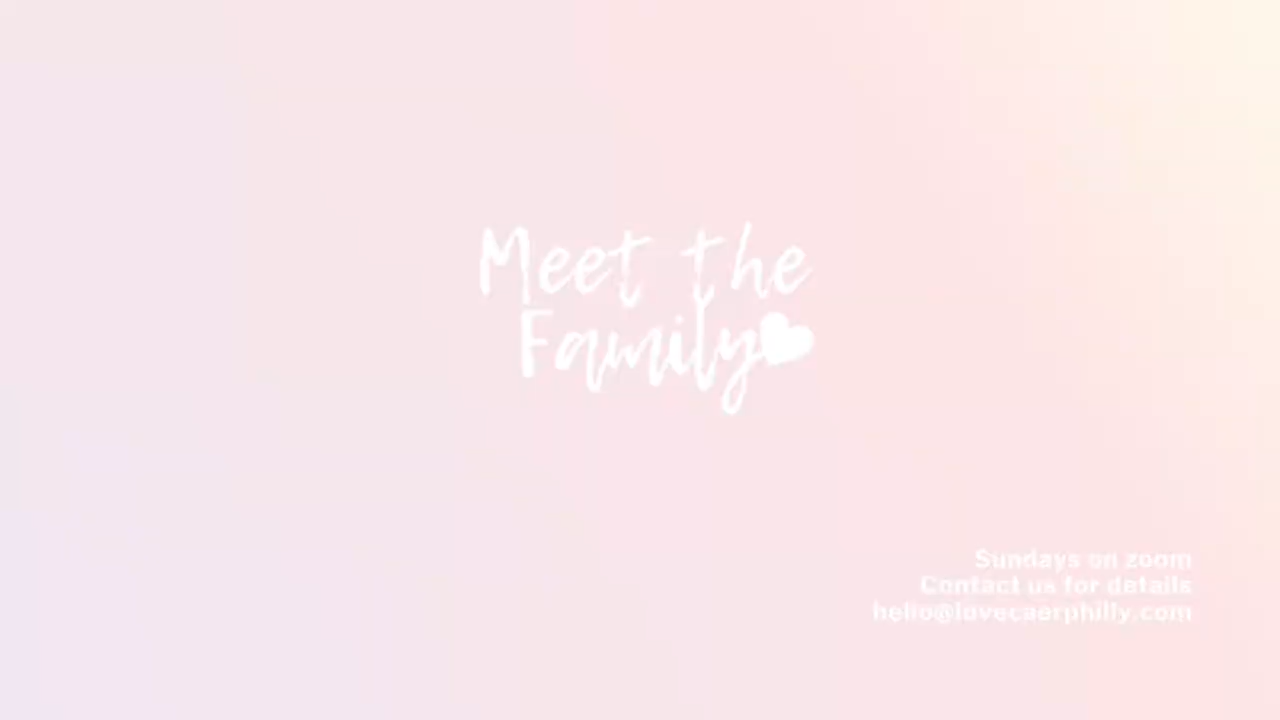 Meet the
Family
Sundays on zoom
Contact us for details
hello@lovecaerphilly.com